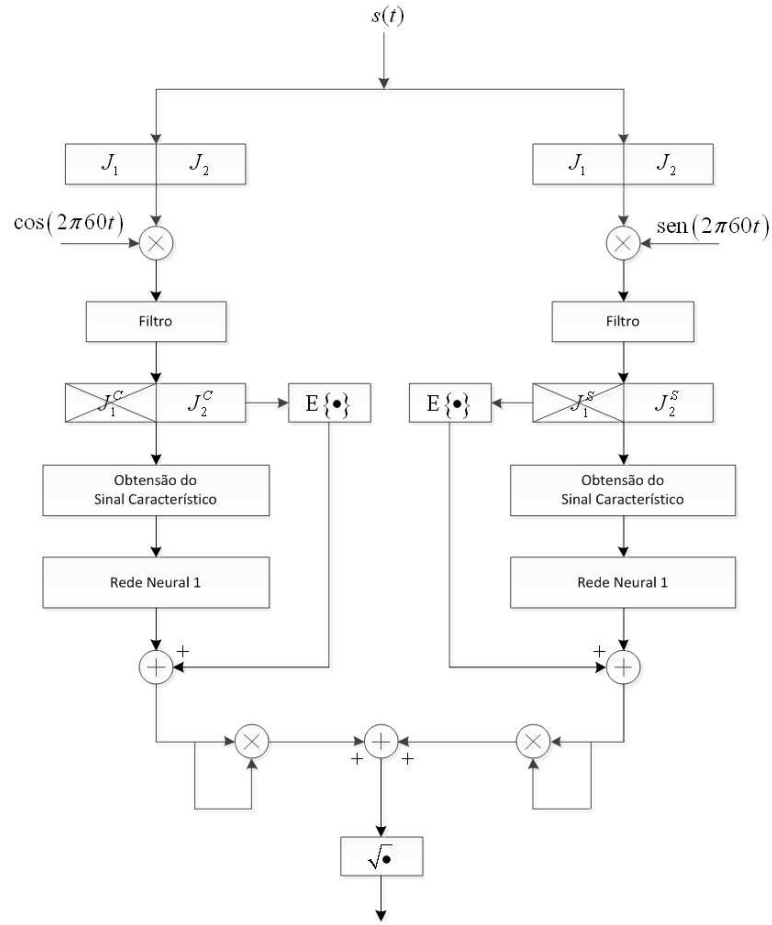 s(t)
J₁ J₂ J₁ J₂
cos(2π60t) sen(2π60t)
Filtro Filtro
J₁ᶜ J₂ᶜ E{•} E{•} J₁ˢ J₂ˢ
Obtensão do
Sinal Característico
Obtensão do
Sinal Característico
Rede Neural 1 Rede Neural 1
+ +
+ +
√•